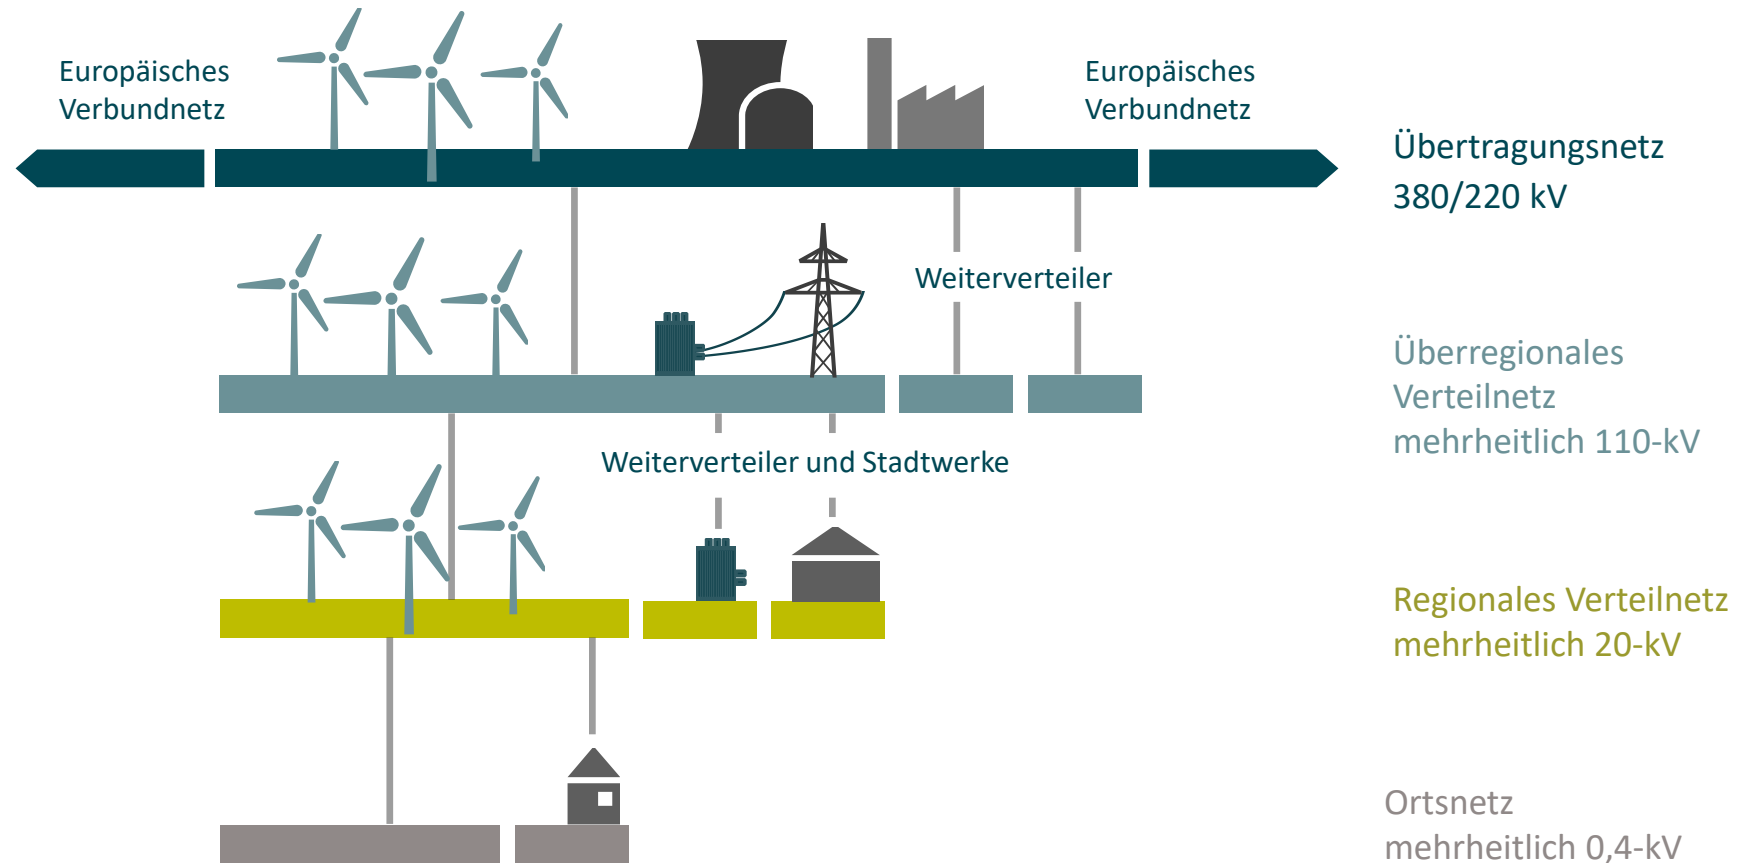 Europäisches
Verbundnetz
Europäisches
Verbundnetz
Übertragungsnetz
380/220 kV
Weiterverteiler
Überregionales
Verteilnetz
mehrheitlich 110-kV
Weiterverteiler und Stadtwerke
Regionales Verteilnetz
mehrheitlich 20-kV
Ortsnetz
mehrheitlich 0,4-kV